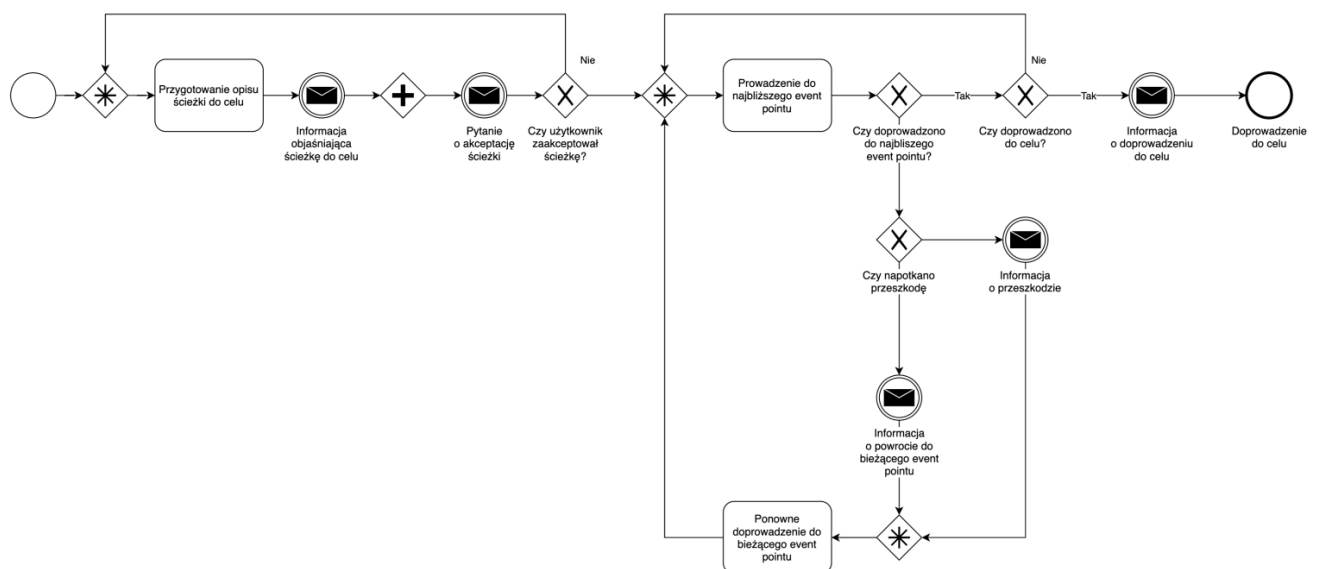 Nie
Nie
Przygotowanie opisu
ścieżki do celu
Prowadzenie do
najbliższego event
pointu
Tak
Tak
Informacja
objaśniająca
ścieżkę do celu
Pytanie
o akceptację
ścieżki
Czy użytkownik
zaakceptował
ścieżkę?
Czy doprowadzono
do najbliszego
event pointu?
Czy doprowadzono
do celu?
Informacja
o doprowadzeniu
do celu
Doprowadzenie
do celu
Czy napotkano
przeszkodę
Informacja
o przeszkodzie
Informacja
o powrocie do
bieżącego event
pointu
Ponowne
doprowadzenie do
bieżącego event
pointu